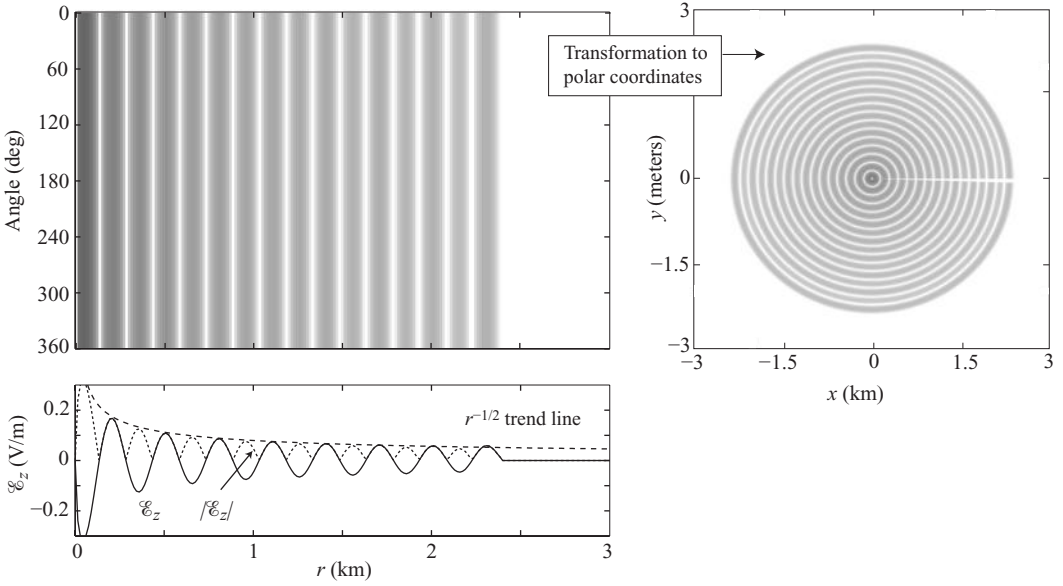 0
60
120
180
240
300
360
Angle (deg)
Transformation to
polar coordinates
3
0
−1.5
−3
y (meters)
−3
−1.5
0
1.5
3
x (km)
0.2
0
−0.2
ℰz (V/m)
r−1/2 trend line
ℰz
|ℰz|
0
1
2
3
r (km)